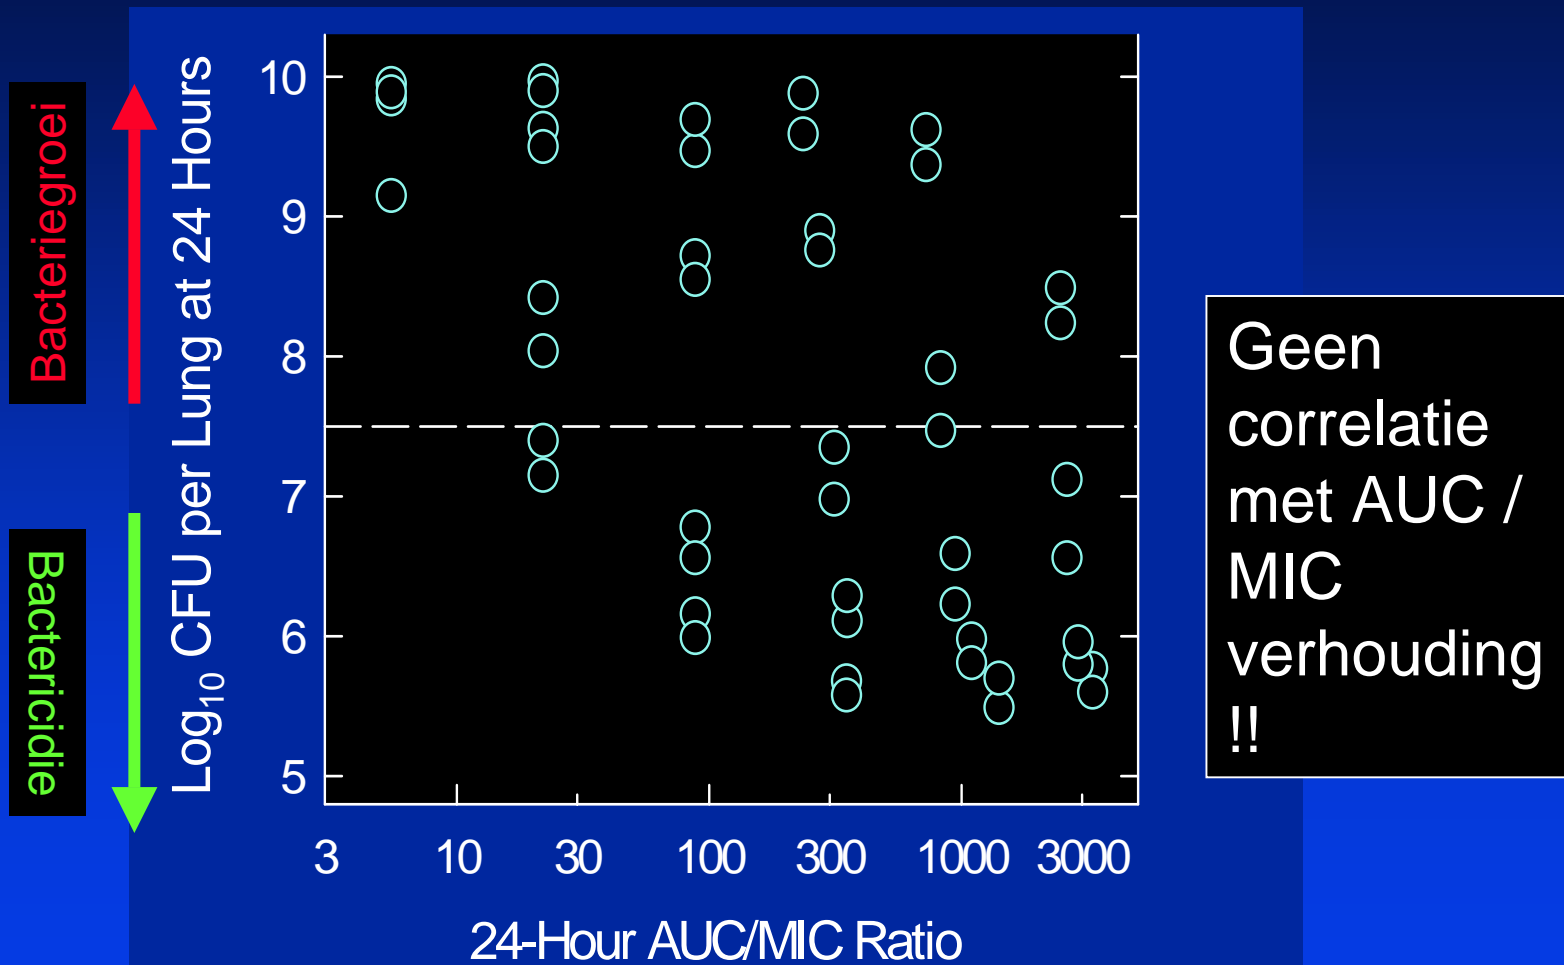 Bacteriegroei
Bactericidie
Log₁₀ CFU per Lung at 24 Hours
10
9
8
7
6
5
3 10 30 100 300 1000 3000
24-Hour AUC/MIC Ratio
Geen
correlatie
met AUC /
MIC
verhouding
!!